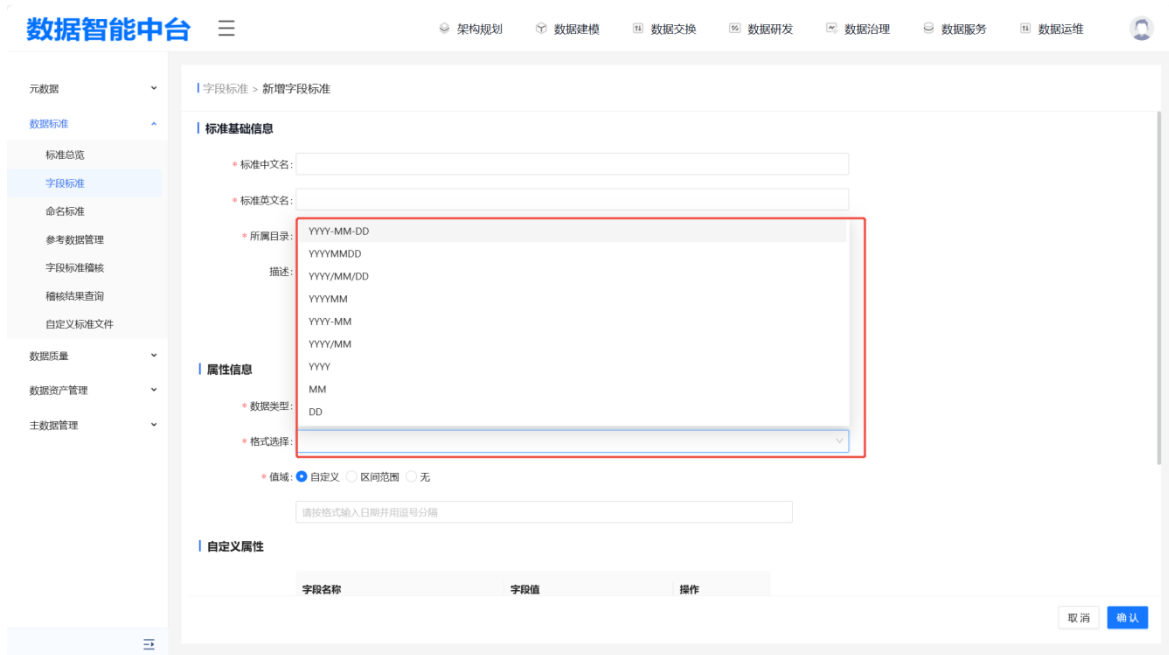 数据智能中台 架构规划 数据建模 数据交换 数据研发 数据治理 数据服务 数据运维
元数据
数据标准
标准总览
字段标准
命名标准
参考数据管理
字段标准稽核
稽核结果查询
自定义标准文件
数据质量
数据资产管理
主数据管理
字段标准 > 新增字段标准
标准基础信息
* 标准中文名:
* 标准英文名:
* 所属目录:
描述:
YYYY-MM-DD
YYYYMMDD
YYYY/MM/DD
YYYYMM
YYYY-MM
YYYY/MM
YYYY
MM
DD
属性信息
* 数据类型:
* 格式选择:
* 值域: 自定义 区间范围 无
请按格式输入日期并用逗号分隔
自定义属性
字段名称 字段值 操作
取消 确认